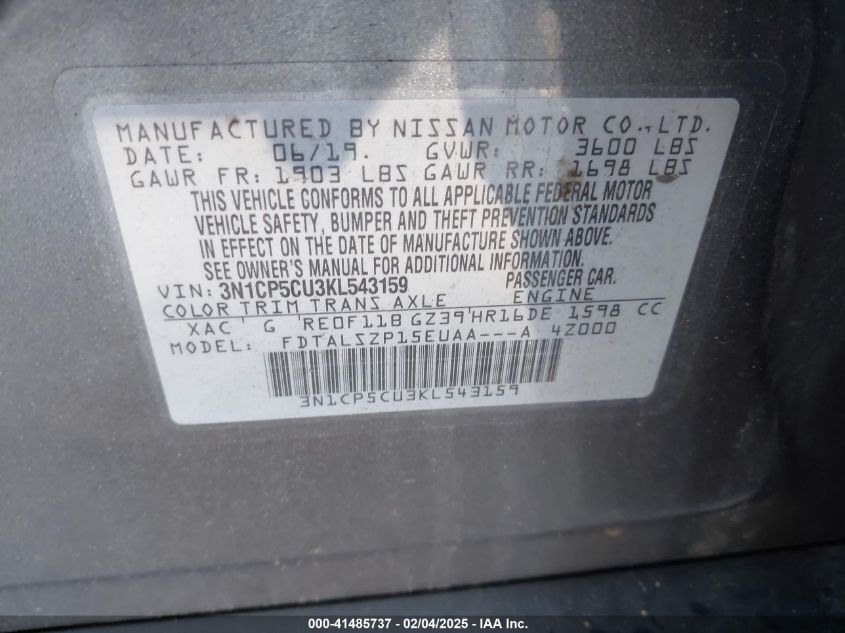 MANUFACTURED BY NISSAN MOTOR CO.,LTD.
DATE: 06/19. GVWR: 3600 LBS
GAWR FR: 1903 LBS GAWR RR: 1698 LBS
THIS VEHICLE CONFORMS TO ALL APPLICABLE FEDERAL MOTOR
VEHICLE SAFETY, BUMPER AND THEFT PREVENTION STANDARDS
IN EFFECT ON THE DATE OF MANUFACTURE SHOWN ABOVE.
SEE OWNER'S MANUAL FOR ADDITIONAL INFORMATION.
VIN: 3N1CP5CU3KL543159 PASSENGER CAR.
COLOR TRIM TRANS AXLE ENGINE
XAC G RE0F11B GZ39 HR16DE 1598 CC
MODEL: FDTALSZP15EUAA---A 4Z000
3N1CP5CU3KL543159
000-41485737 - 02/04/2025 - IAA Inc.